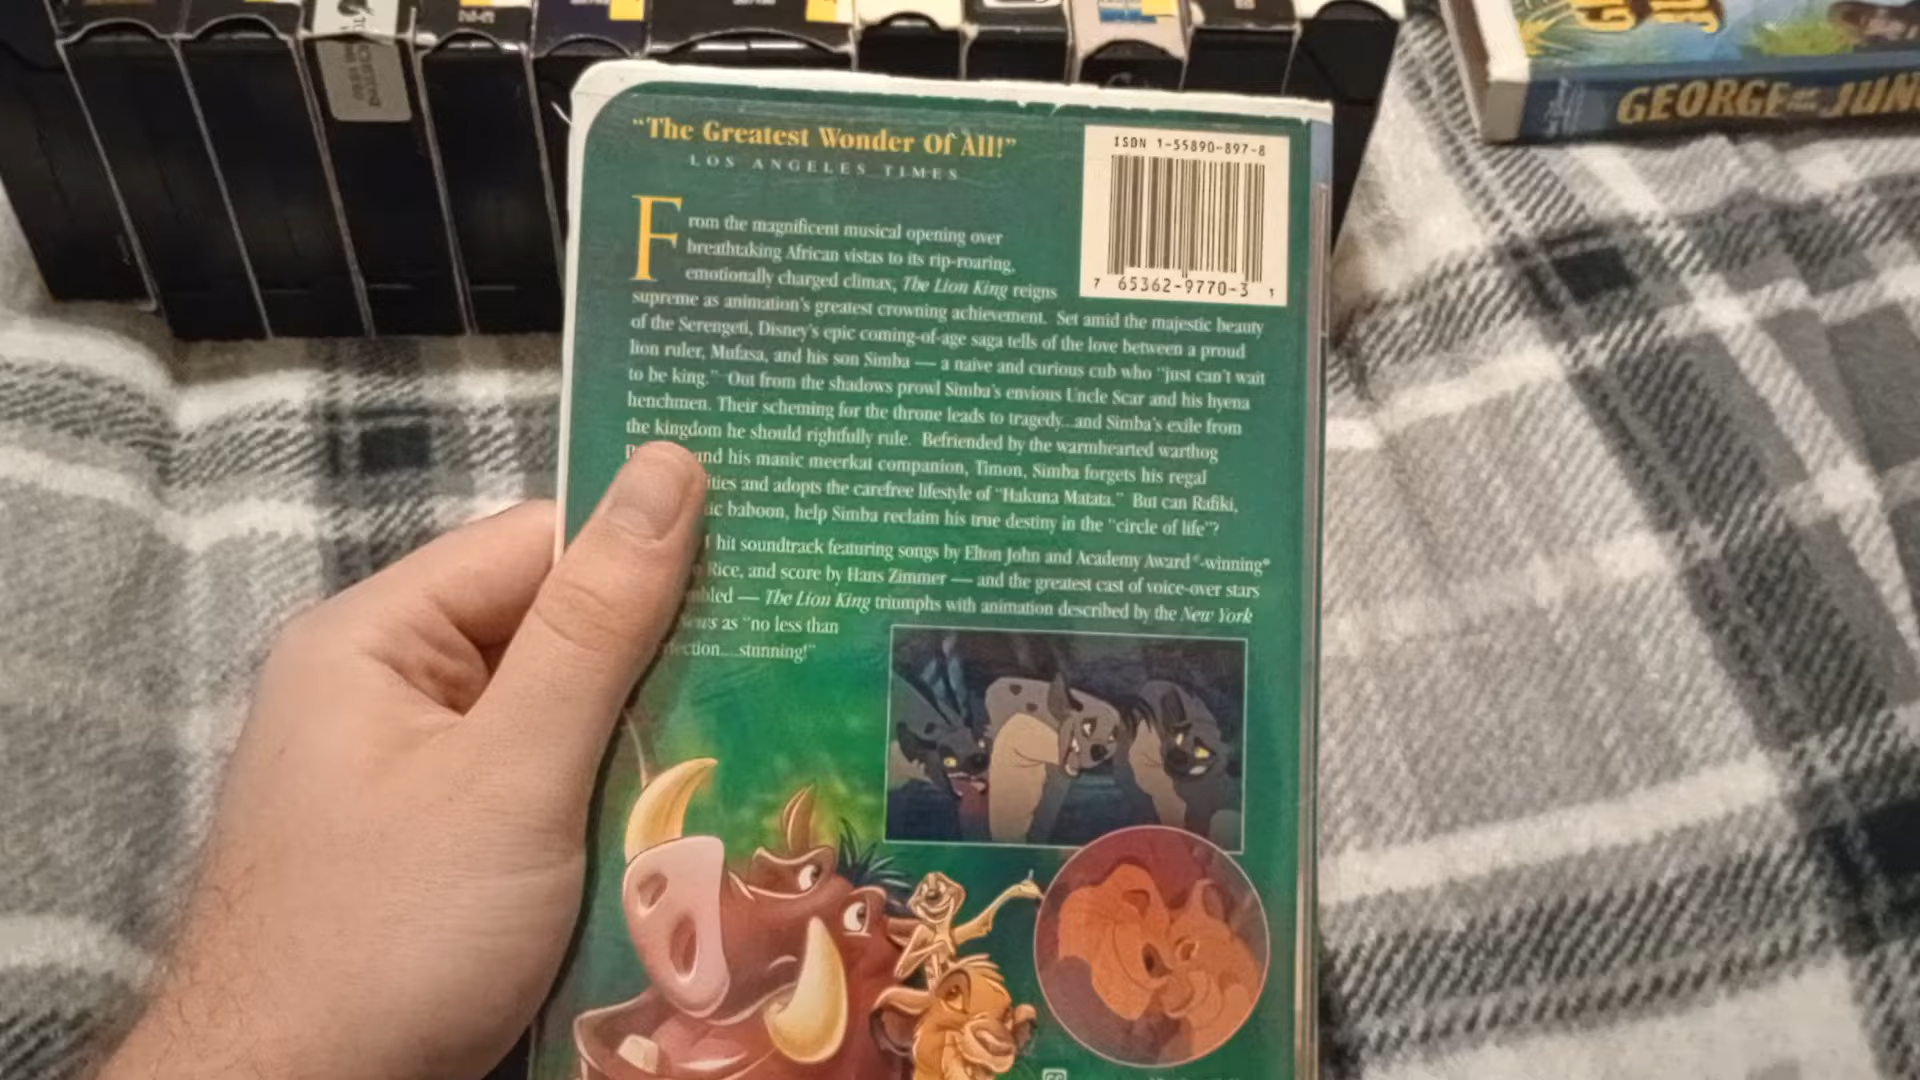 GEORGE OF THE JUN
"The Greatest Wonder Of All!"
LOS ANGELES TIMES
ISBN 1-55890-897-8
7 65362-9770-3 1
From the magnificent musical opening over
breathtaking African vistas to its rip-roaring,
emotionally charged climax, The Lion King reigns
supreme as animation's greatest crowning achievement. Set amid the majestic beauty
of the Serengeti, Disney's epic coming-of-age saga tells of the love between a proud
lion ruler, Mufasa, and his son Simba — a naive and curious cub who "just can't wait
to be king." Out from the shadows prowl Simba's envious Uncle Scar and his hyena
henchmen. Their scheming for the throne leads to tragedy...and Simba's exile from
the kingdom he should rightfully rule. Befriended by the warmhearted warthog
and his manic meerkat companion, Timon, Simba forgets his regal
ities and adopts the carefree lifestyle of "Hakuna Matata." But can Rafiki,
ic baboon, help Simba reclaim his true destiny in the "circle of life"?
hit soundtrack featuring songs by Elton John and Academy Award®-winning*
Rice, and score by Hans Zimmer — and the greatest cast of voice-over stars
mbled — The Lion King triumphs with animation described by the New York
News as "no less than
ection....stunning!"